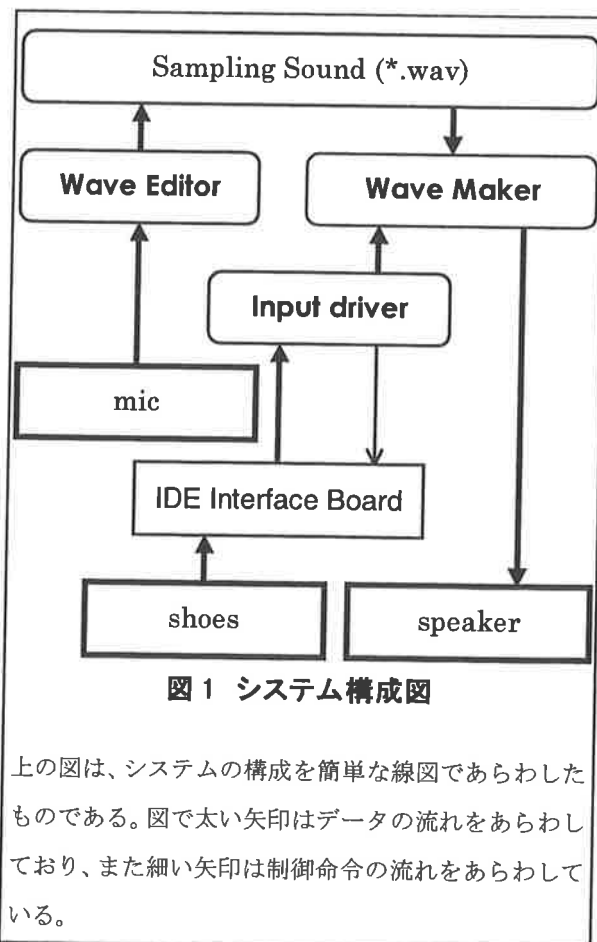 Sampling Sound (*.wav)
Wave Editor
Wave Maker
Input driver
mic
IDE Interface Board
shoes
speaker
図1 システム構成図
上の図は、システムの構成を簡単な線図であらわした
ものである。図で太い矢印はデータの流れをあらわし
ており、また細い矢印は制御命令の流れをあらわして
いる。